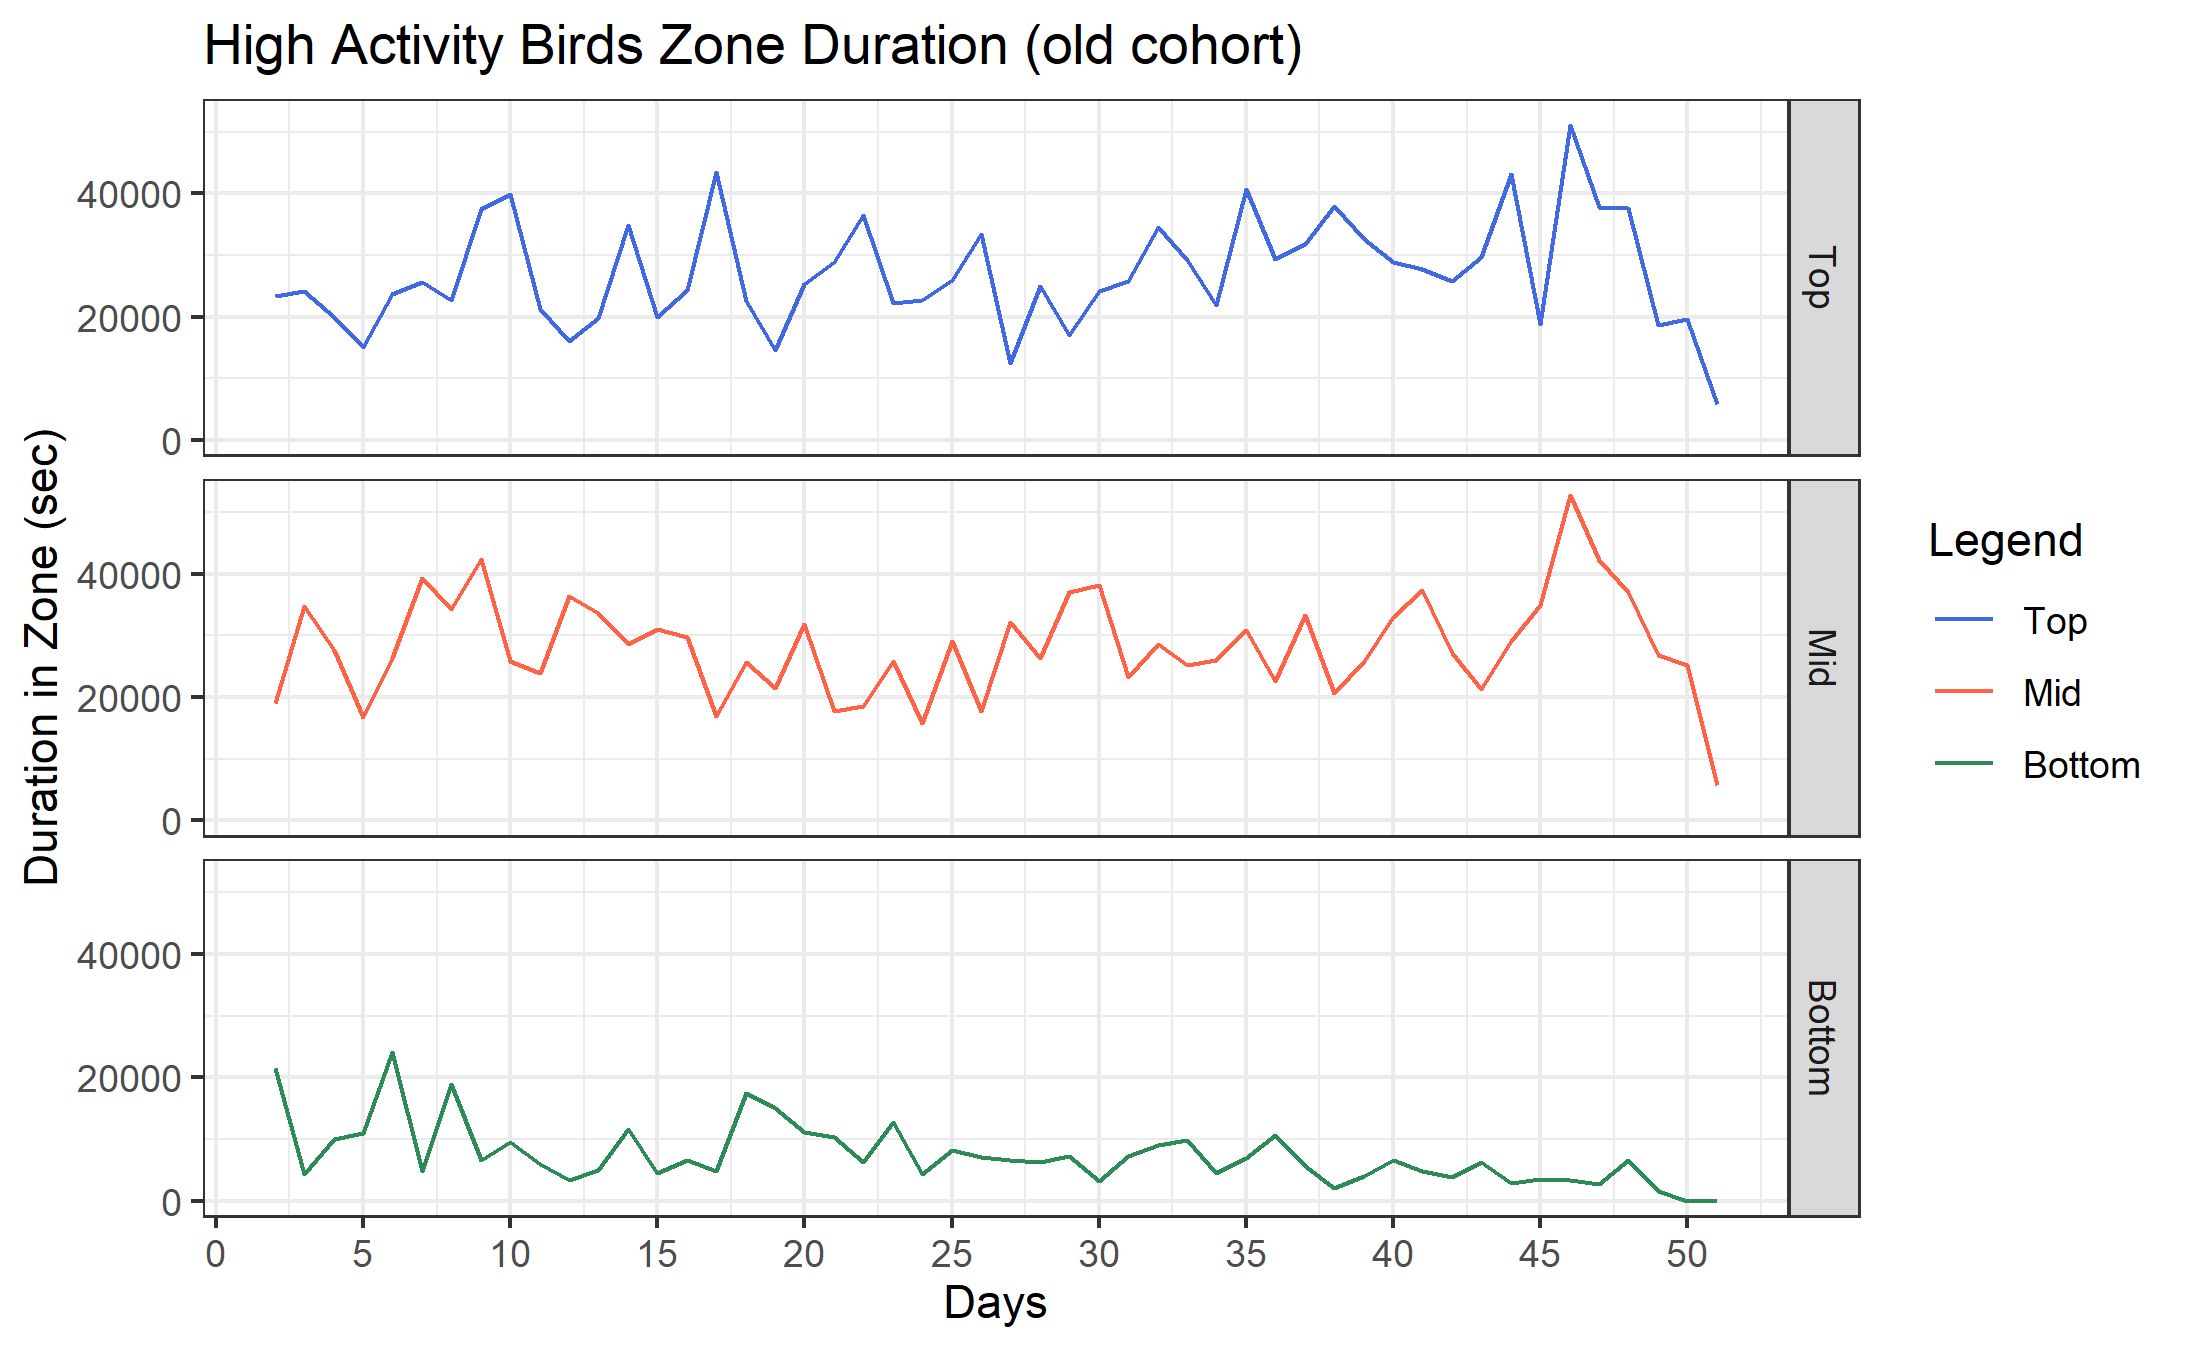 High Activity Birds Zone Duration (old cohort)
Duration in Zone (sec)
40000
20000
0
Top
40000
20000
0
Mid
40000
20000
0
Bottom
0 5 10 15 20 25 30 35 40 45 50
Days
Legend
Top
Mid
Bottom